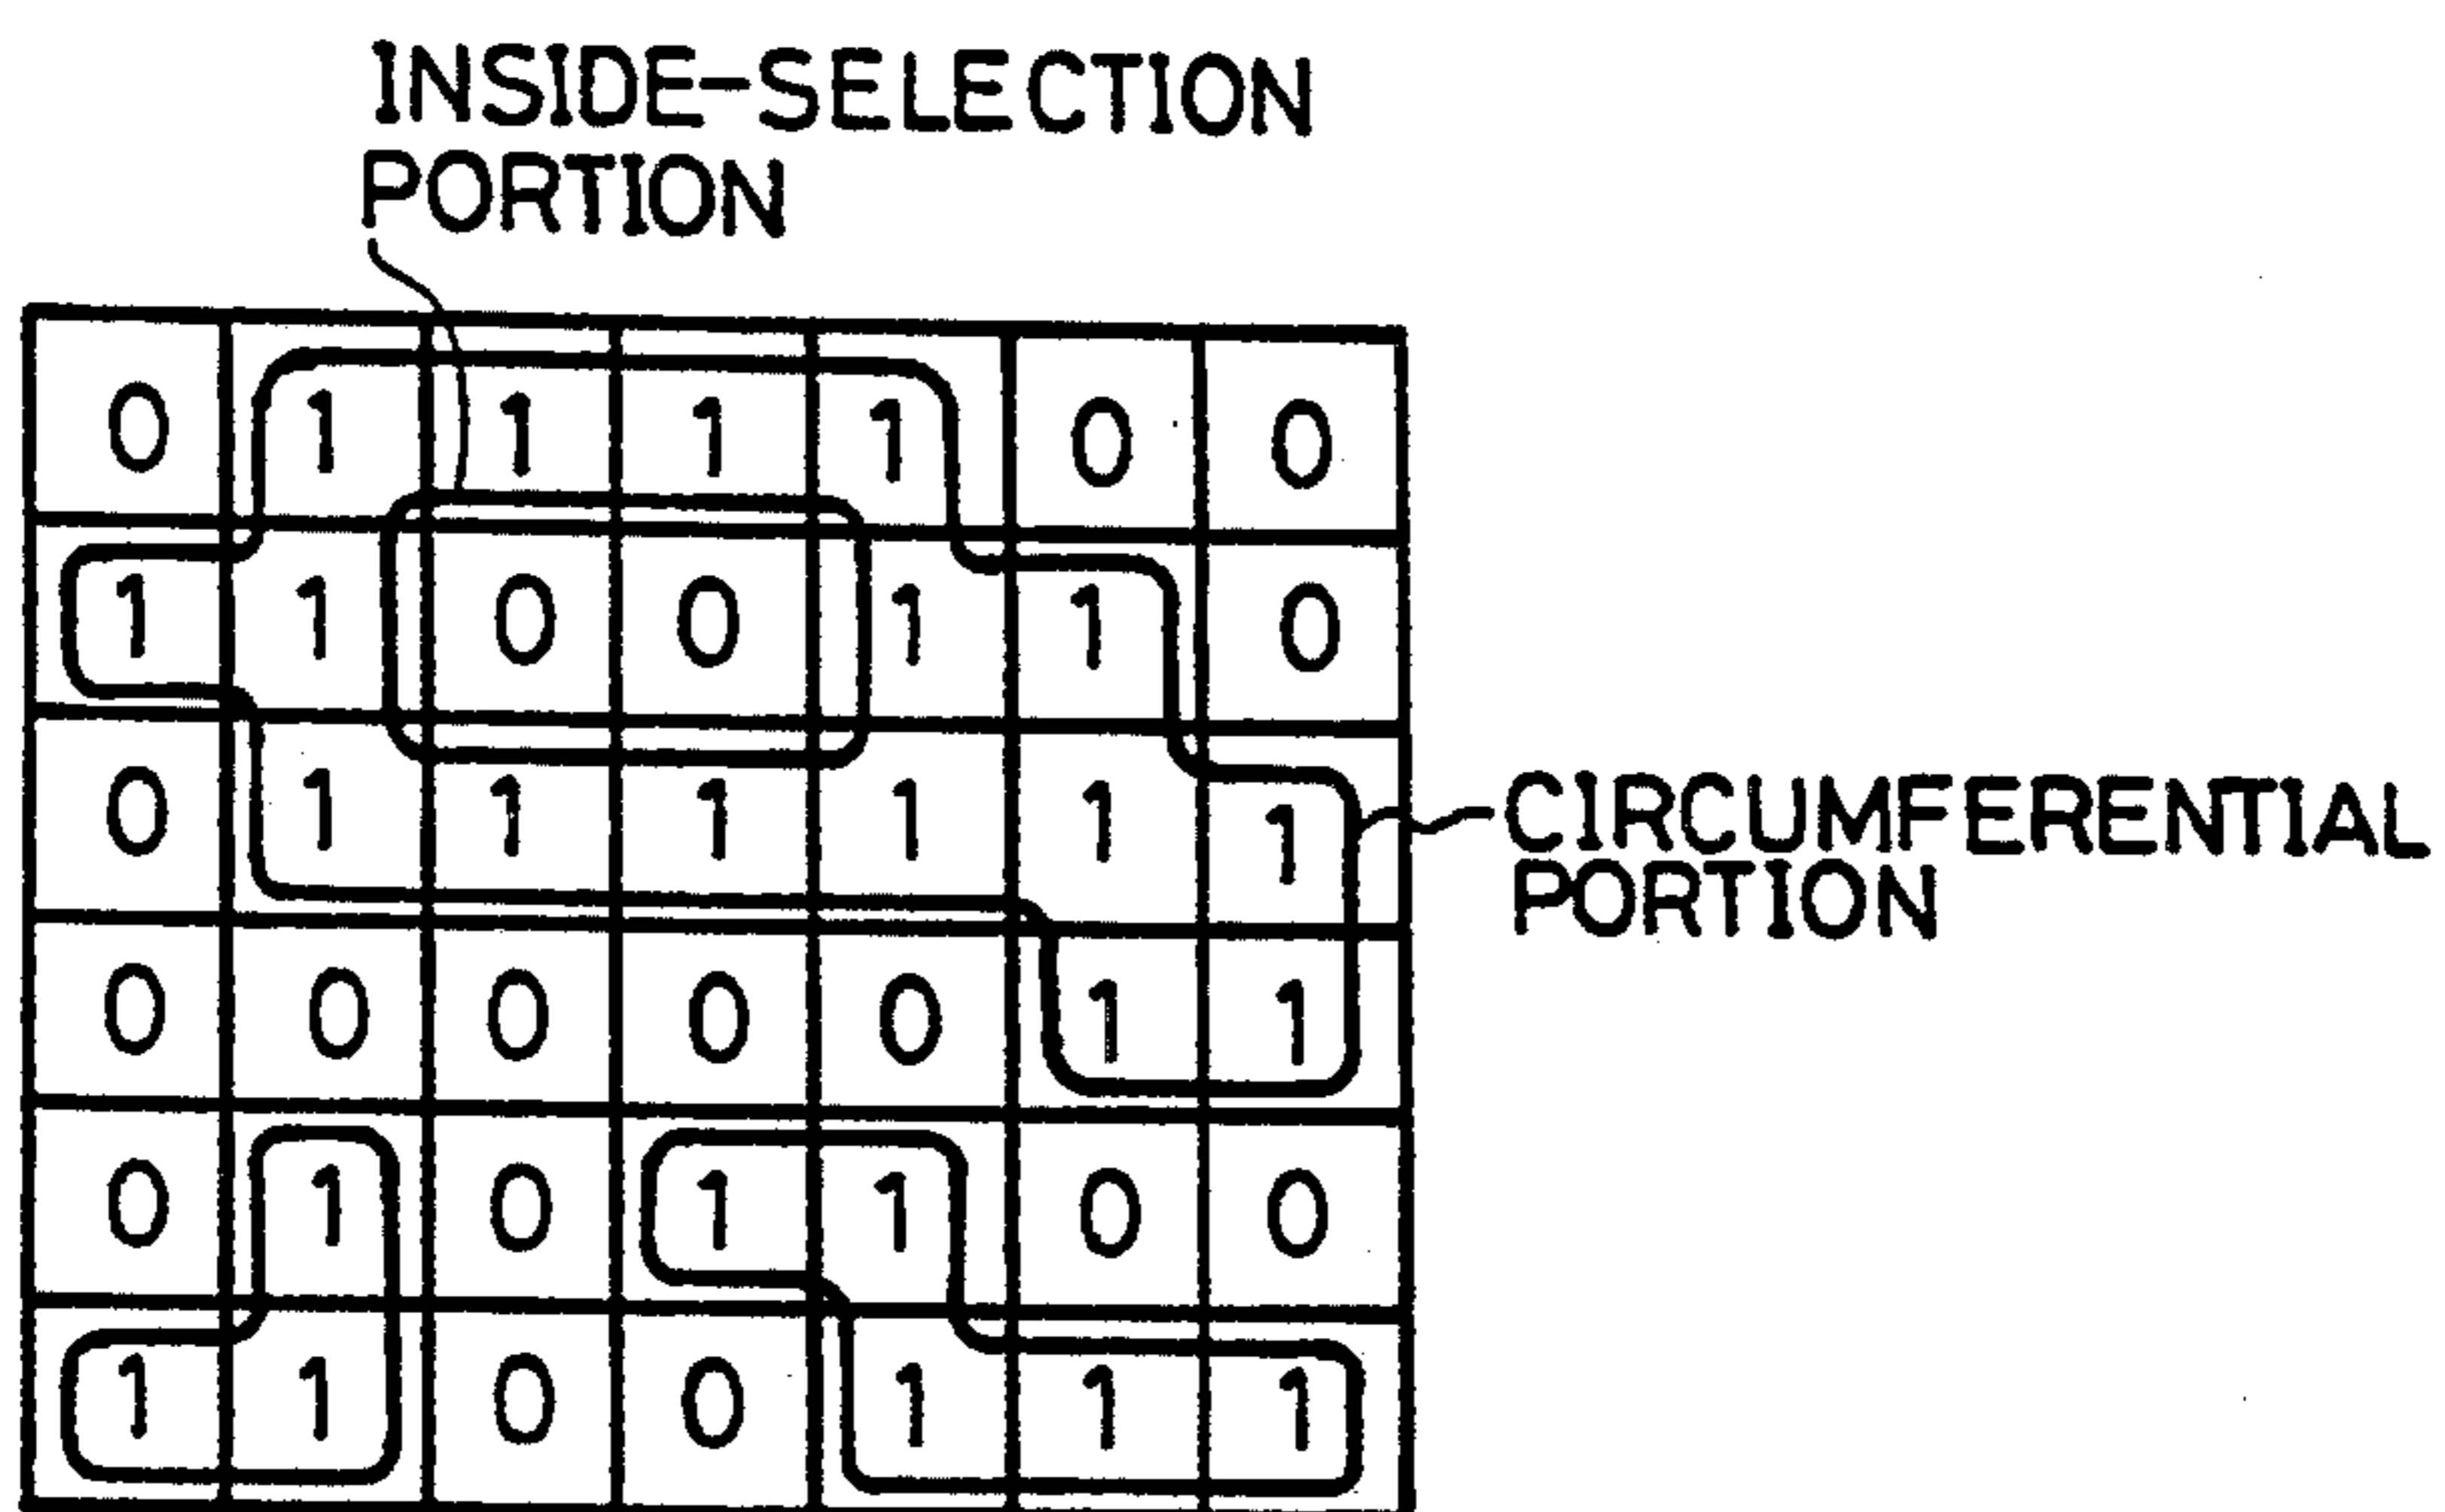 INSIDE-SELECTION
PORTION
0 1 1 1 1 0 0
1 1 0 0 1 1 0
0 1 1 1 1 1 1
CIRCUMFERENTIAL
PORTION
0 0 0 0 0 1 1
0 1 0 1 1 0 0
1 1 0 0 1 1 1